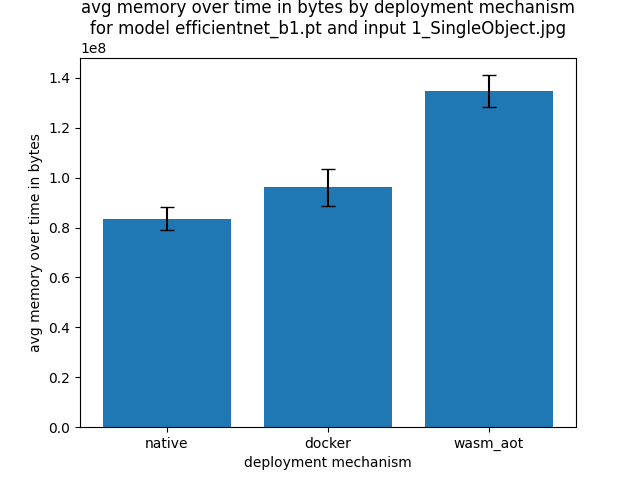 avg memory over time in bytes by deployment mechanism
for model efficientnet_b1.pt and input 1_SingleObject.jpg
1e8
1.4
1.2
1.0
0.8
0.6
0.4
0.2
0.0
avg memory over time in bytes
native docker wasm_aot
deployment mechanism